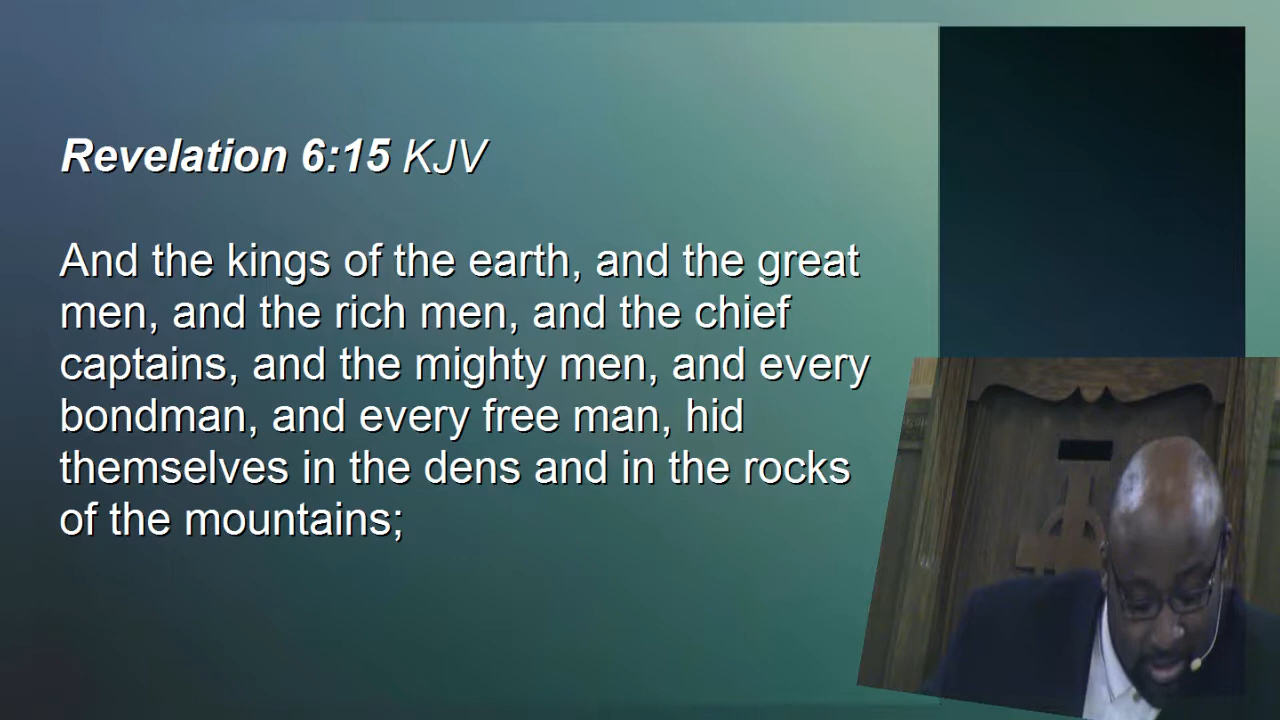 Revelation 6:15 KJV
And the kings of the earth, and the great
men, and the rich men, and the chief
captains, and the mighty men, and every
bondman, and every free man, hid
themselves in the dens and in the rocks
of the mountains;